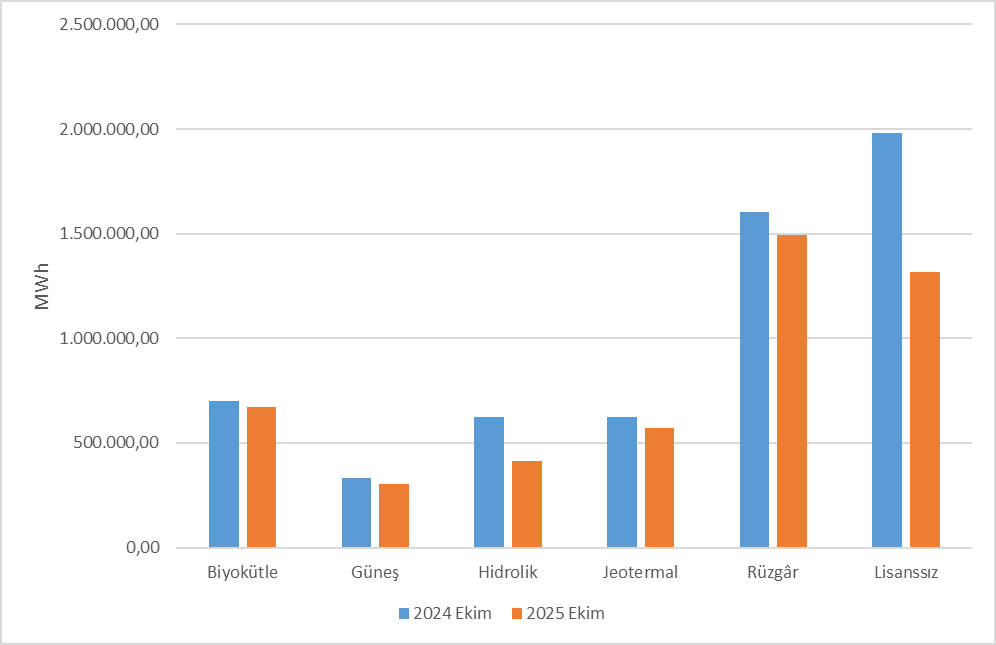 2.500.000,00
2.000.000,00
1.500.000,00
1.000.000,00
500.000,00
0,00
MWh
Biyokütle Güneş Hidrolik Jeotermal Rüzgâr Lisanssız
2024 Ekim 2025 Ekim